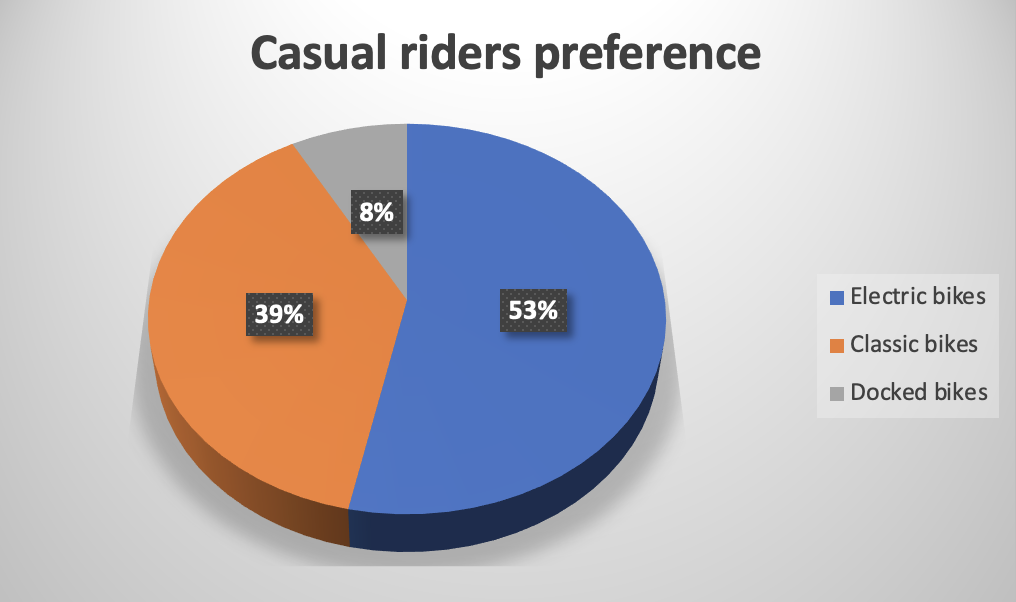 Casual riders preference
8%
39%
53%
Electric bikes
Classic bikes
Docked bikes